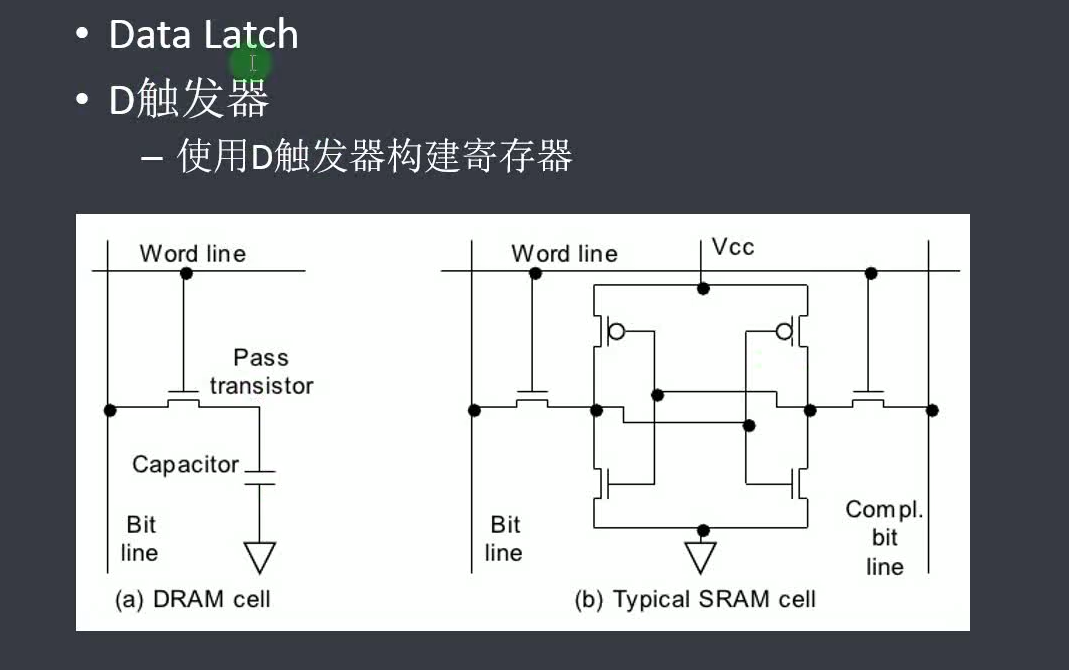 • Data Latch
• D触发器
– 使用D触发器构建寄存器
Word line
Pass
transistor
Capacitor
Bit
line
(a) DRAM cell
Word line
Vcc
Bit
line
Compl.
bit
line
(b) Typical SRAM cell